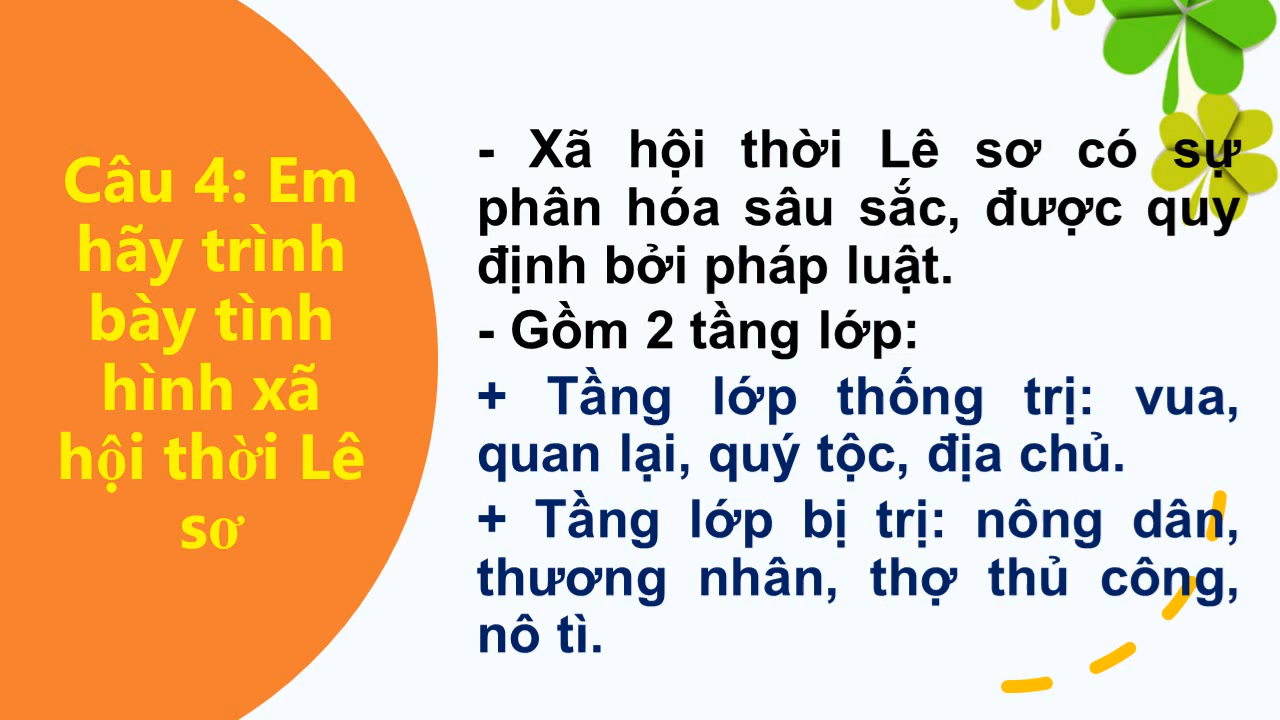 Câu 4: Em
hãy trình
bày tình
hình xã
hội thời Lê
sơ
- Xã hội thời Lê sơ có sự
phân hóa sâu sắc, được quy
định bởi pháp luật.
- Gồm 2 tầng lớp:
+ Tầng lớp thống trị: vua,
quan lại, quý tộc, địa chủ.
+ Tầng lớp bị trị: nông dân,
thương nhân, thợ thủ công,
nô tì.